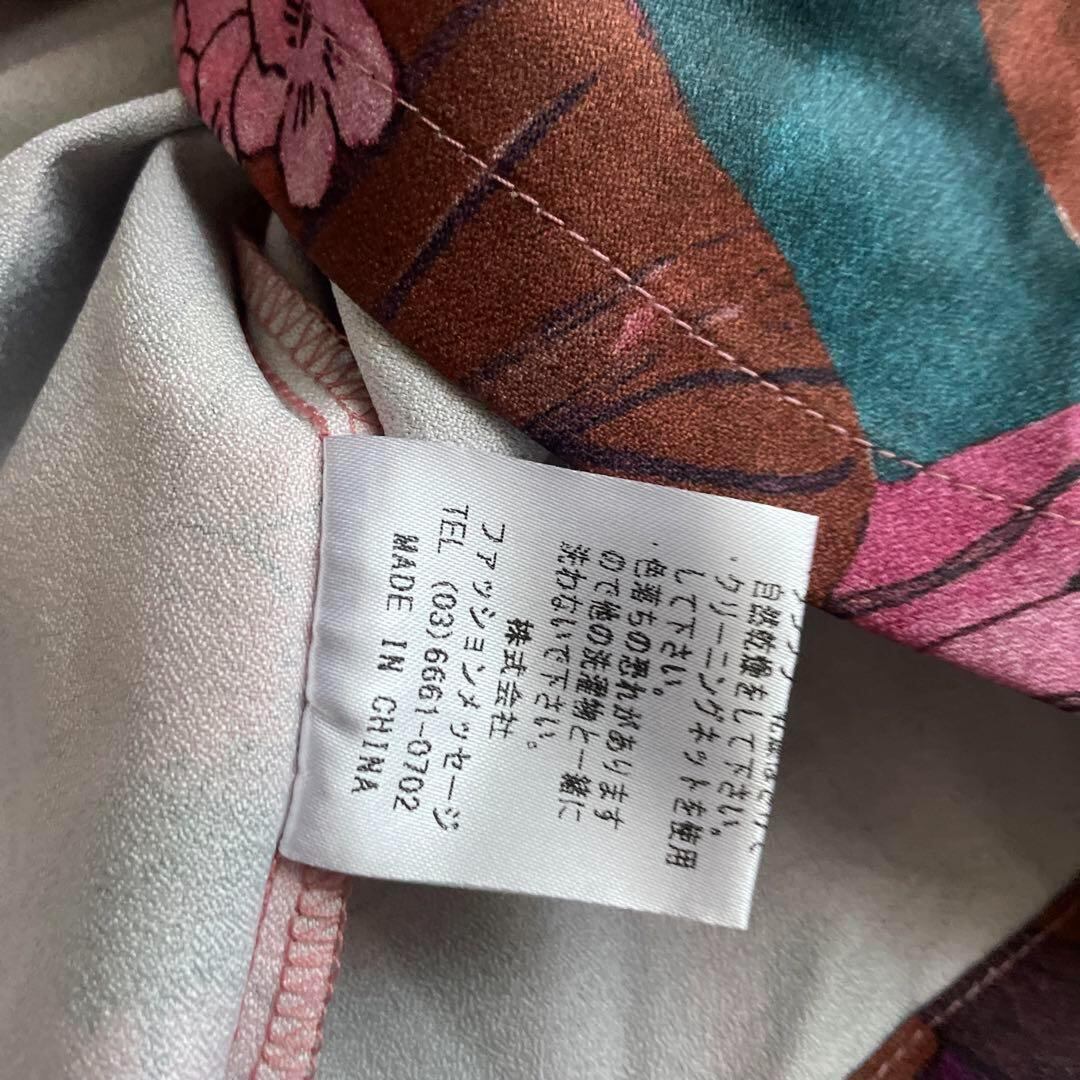 自然乾燥をして下さい。
・クリーニングネットを使用
して下さい。
・色落ちの恐れがあります
ので他の洗濯物と一緒に
洗わないで下さい。
株式会社
ファッションメッセージ
TEL (03)6661-0702
MADE IN CHINA